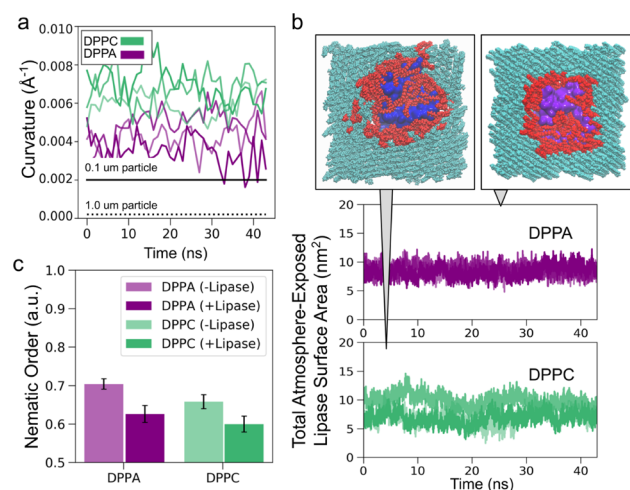 a
0.010
0.008
0.006
0.004
0.002
0.000
Curvature (Å⁻¹)
DPPC
DPPA
0.1 um particle
1.0 um particle
0 10 20 30 40
Time (ns)
b
Total Atmosphere-Exposed
Lipase Surface Area (nm²)
20
15
10
5
0
DPPA
0 10 20 30 40
20
15
10
5
0
DPPC
0 10 20 30 40
Time (ns)
c
1.0
0.9
0.8
0.7
0.6
0.5
Nematic Order (a.u.)
DPPA (-Lipase)
DPPA (+Lipase)
DPPC (-Lipase)
DPPC (+Lipase)
DPPA DPPC